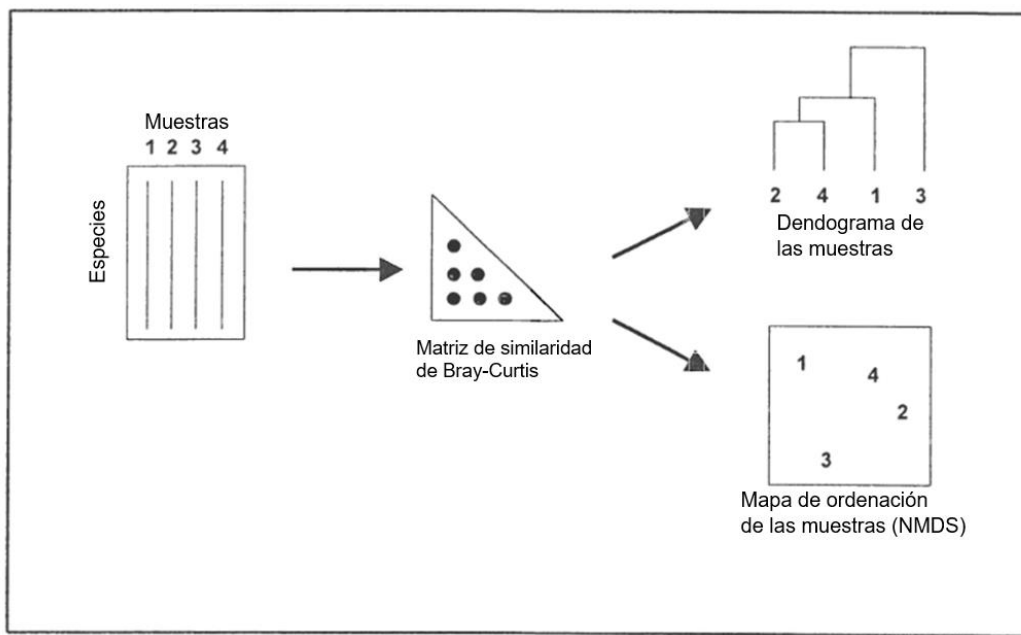 Muestras
1 2 3 4
Especies
Matriz de similaridad
de Bray-Curtis
2 4 1 3
Dendograma de
las muestras
1
4
2
3
Mapa de ordenación
de las muestras (NMDS)